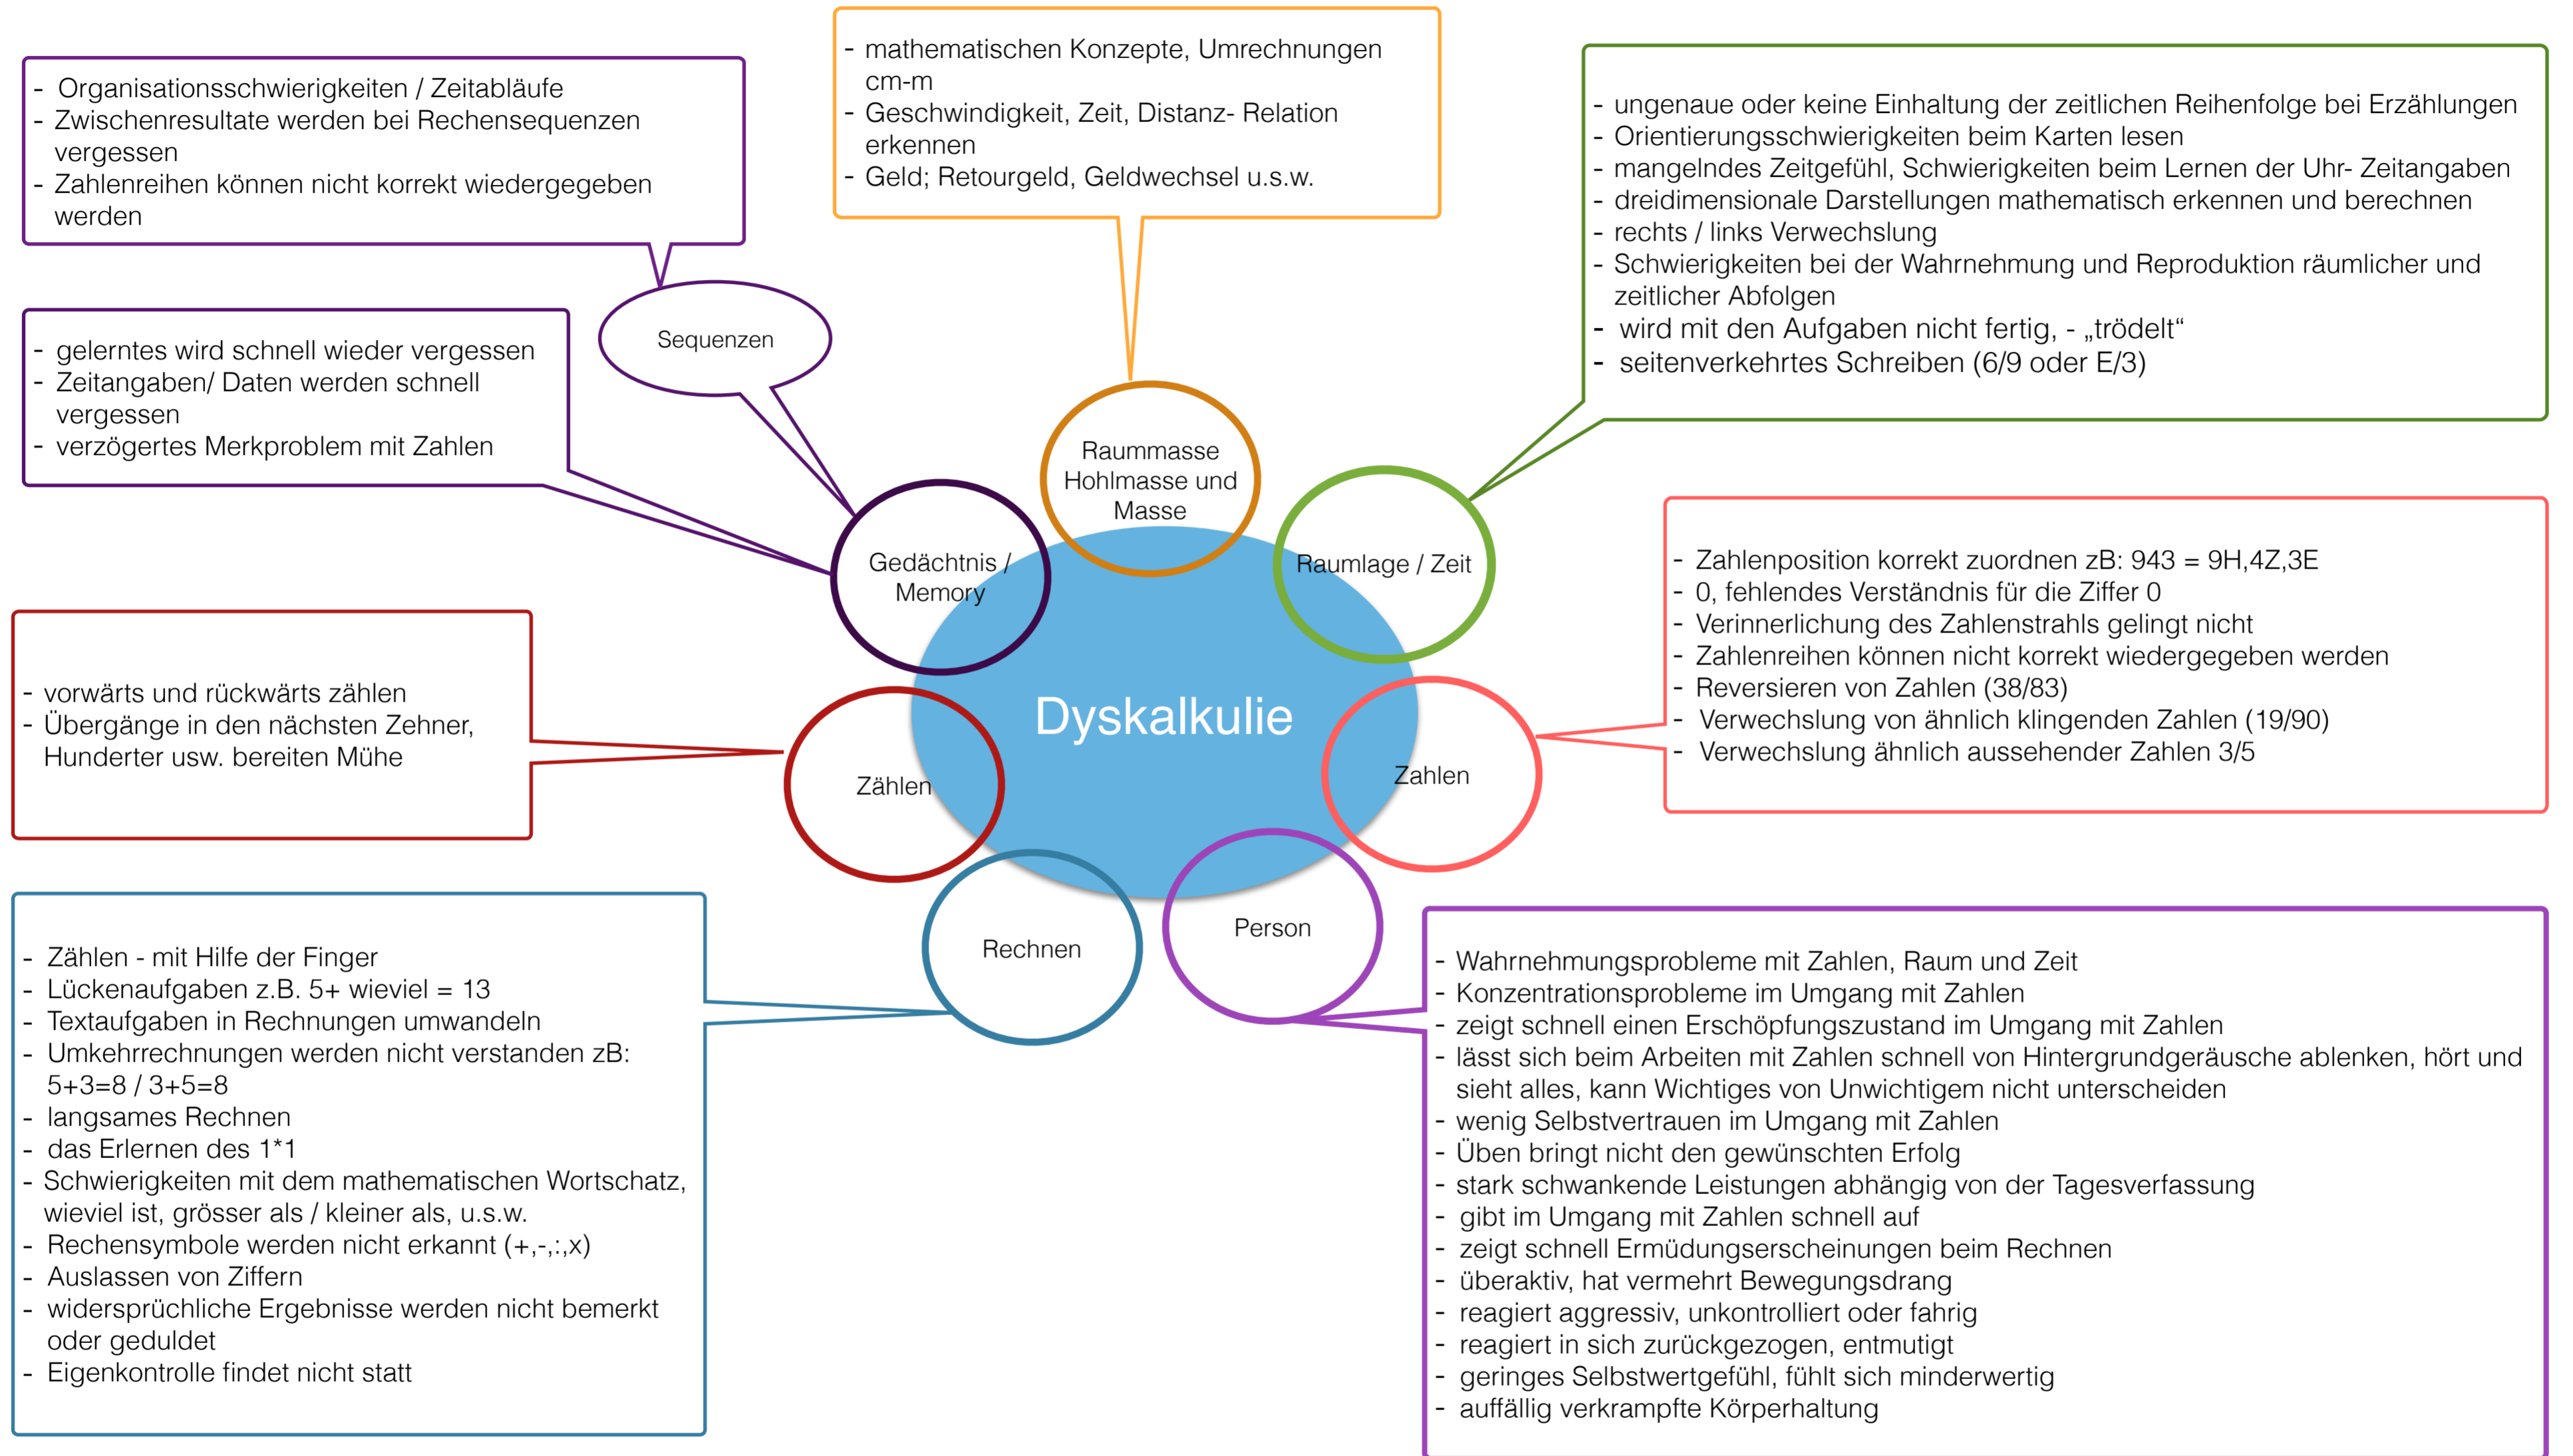 - mathematischen Konzepte, Umrechnungen
cm-m
- Geschwindigkeit, Zeit, Distanz- Relation
erkennen
- Geld; Retourgeld, Geldwechsel u.s.w.
- Organisationsschwierigkeiten / Zeitabläufe
- Zwischenresultate werden bei Rechensequenzen
vergessen
- Zahlenreihen können nicht korrekt wiedergegeben
werden
- ungenaue oder keine Einhaltung der zeitlichen Reihenfolge bei Erzählungen
- Orientierungsschwierigkeiten beim Karten lesen
- mangelndes Zeitgefühl, Schwierigkeiten beim Lernen der Uhr- Zeitangaben
- dreidimensionale Darstellungen mathematisch erkennen und berechnen
- rechts / links Verwechslung
- Schwierigkeiten bei der Wahrnehmung und Reproduktion räumlicher und
zeitlicher Abfolgen
- wird mit den Aufgaben nicht fertig, - „trödelt“
- seitenverkehrtes Schreiben (6/9 oder E/3)
Sequenzen
- gelerntes wird schnell wieder vergessen
- Zeitangaben/ Daten werden schnell
vergessen
- verzögertes Merkproblem mit Zahlen
Raummasse
Hohlmasse und
Masse
Gedächtnis /
Memory
Raumlage / Zeit
- Zahlenposition korrekt zuordnen zB: 943 = 9H,4Z,3E
- 0, fehlendes Verständnis für die Ziffer 0
- Verinnerlichung des Zahlenstrahls gelingt nicht
- Zahlenreihen können nicht korrekt wiedergegeben werden
- Reversieren von Zahlen (38/83)
- Verwechslung von ähnlich klingenden Zahlen (19/90)
- Verwechslung ähnlich aussehender Zahlen 3/5
- vorwärts und rückwärts zählen
- Übergänge in den nächsten Zehner,
Hunderter usw. bereiten Mühe
Dyskalkulie
Zählen
Zahlen
Rechnen
Person
- Zählen - mit Hilfe der Finger
- Lückenaufgaben z.B. 5+ wieviel = 13
- Textaufgaben in Rechnungen umwandeln
- Umkehrrechnungen werden nicht verstanden zB:
5+3=8 / 3+5=8
- langsames Rechnen
- das Erlernen des 1*1
- Schwierigkeiten mit dem mathematischen Wortschatz,
wieviel ist, grösser als / kleiner als, u.s.w.
- Rechensymbole werden nicht erkannt (+,-,:,x)
- Auslassen von Ziffern
- widersprüchliche Ergebnisse werden nicht bemerkt
oder geduldet
- Eigenkontrolle findet nicht statt
- Wahrnehmungsprobleme mit Zahlen, Raum und Zeit
- Konzentrationsprobleme im Umgang mit Zahlen
- zeigt schnell einen Erschöpfungszustand im Umgang mit Zahlen
- lässt sich beim Arbeiten mit Zahlen schnell von Hintergrundgeräusche ablenken, hört und
sieht alles, kann Wichtiges von Unwichtigem nicht unterscheiden
- wenig Selbstvertrauen im Umgang mit Zahlen
- Üben bringt nicht den gewünschten Erfolg
- stark schwankende Leistungen abhängig von der Tagesverfassung
- gibt im Umgang mit Zahlen schnell auf
- zeigt schnell Ermüdungserscheinungen beim Rechnen
- überaktiv, hat vermehrt Bewegungsdrang
- reagiert aggressiv, unkontrolliert oder fahrig
- reagiert in sich zurückgezogen, entmutigt
- geringes Selbstwertgefühl, fühlt sich minderwertig
- auffällig verkrampfte Körperhaltung